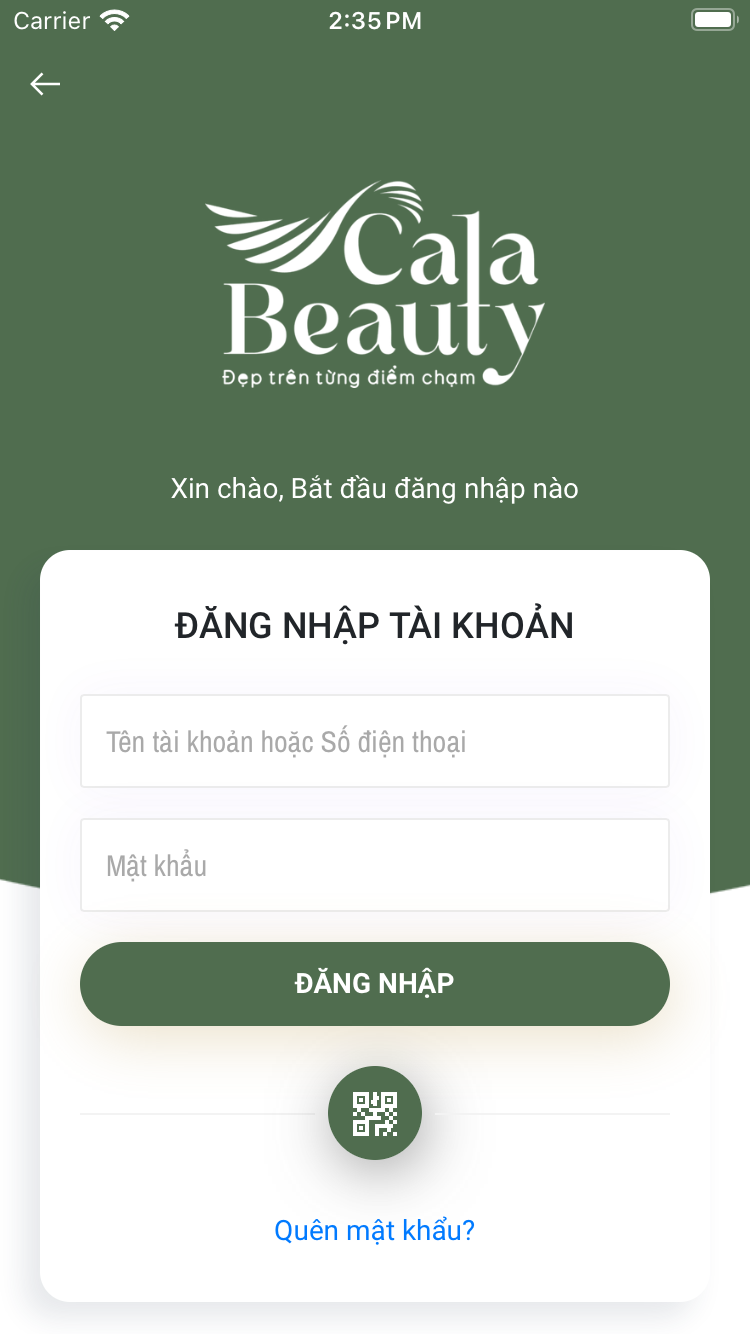 Carrier
2:35 PM
Cala
Beauty
Đẹp trên từng điểm chạm
Xin chào, Bắt đầu đăng nhập nào
ĐĂNG NHẬP TÀI KHOẢN
Tên tài khoản hoặc Số điện thoại
Mật khẩu
ĐĂNG NHẬP
Quên mật khẩu?